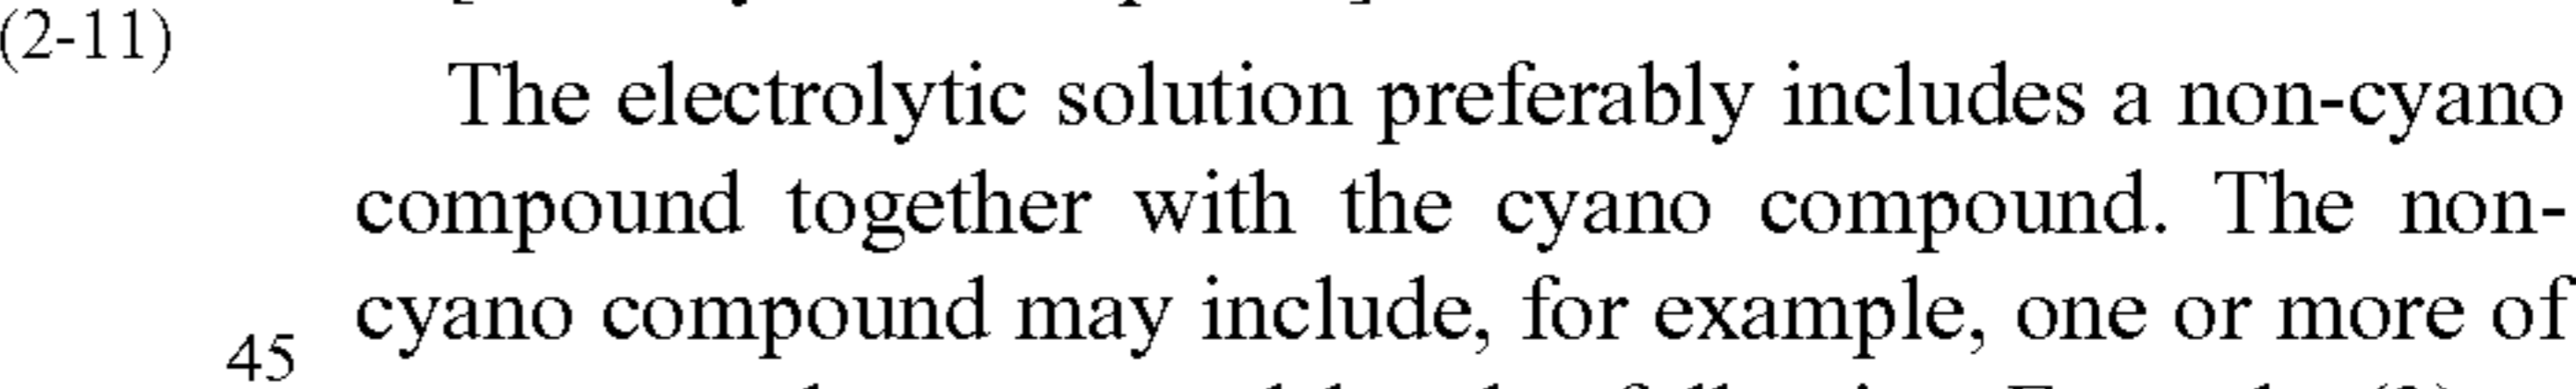 (2-11)
The electrolytic solution preferably includes a non-cyano
compound together with the cyano compound. The non-
cyano compound may include, for example, one or more of
45